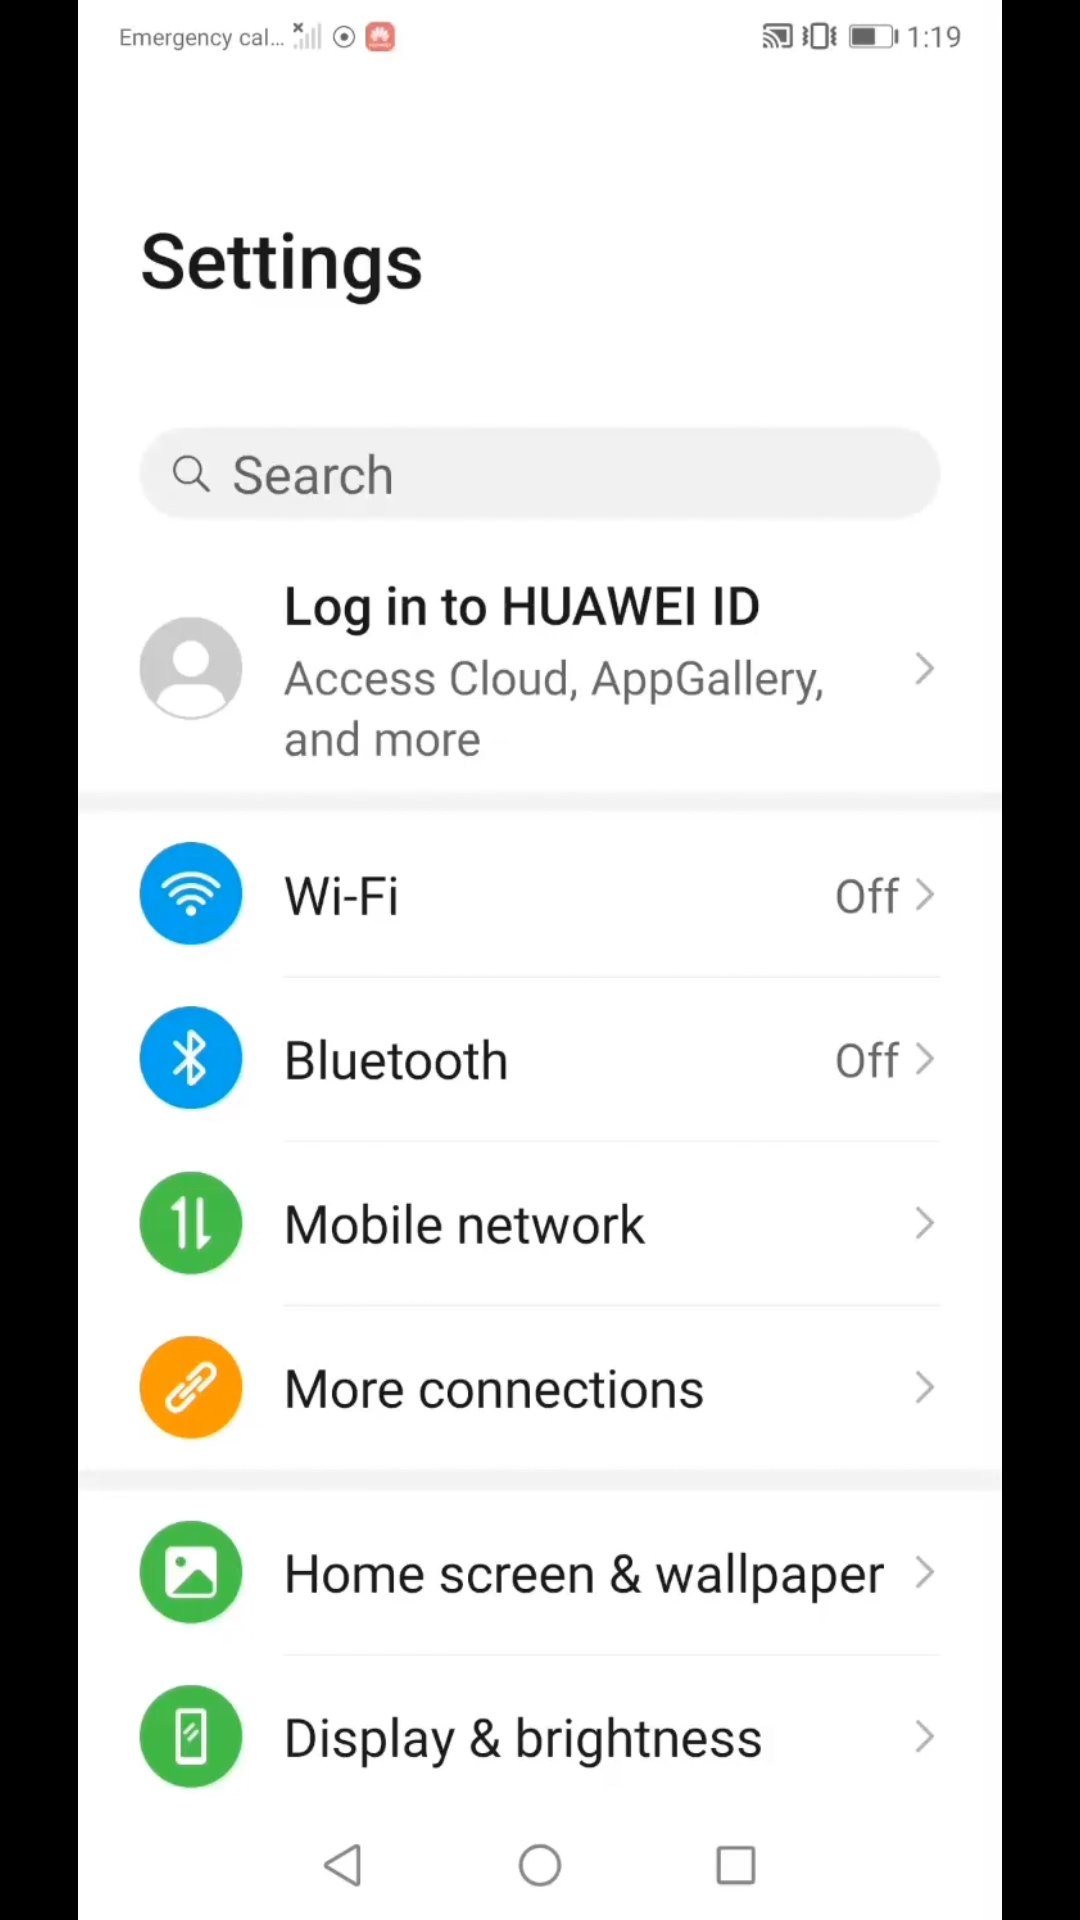 Emergency cal... 1:19
Settings
Search
Log in to HUAWEI ID
Access Cloud, AppGallery,
and more
Wi-Fi Off
Bluetooth Off
Mobile network
More connections
Home screen & wallpaper
Display & brightness